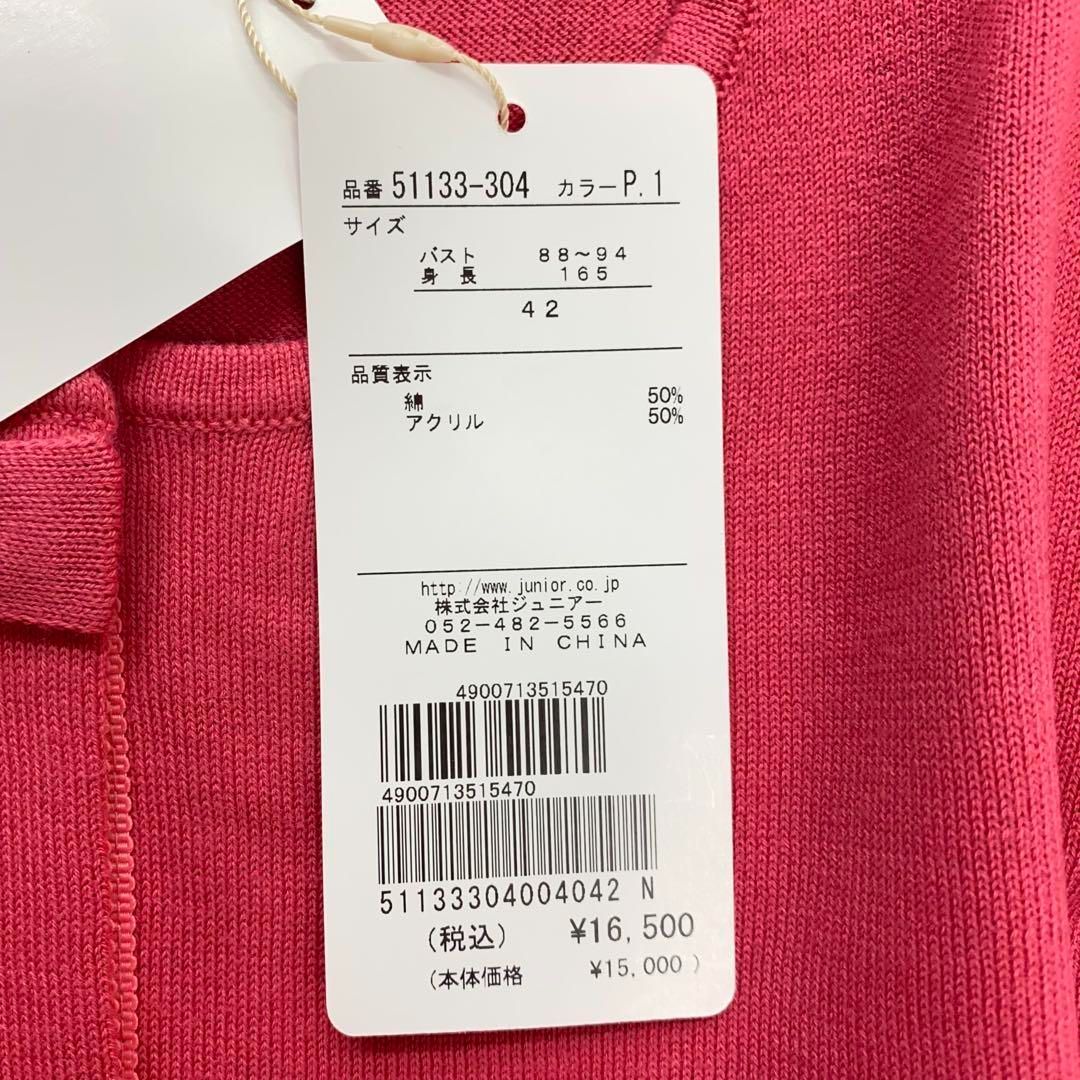 品番 51133-304 カラーP.1
サイズ
バスト 88～94
身長 165
42
品質表示
綿 50%
アクリル 50%
http://www.junior.co.jp
株式会社ジュニアー
052-482-5566
MADE IN CHINA
4900713515470
4900713515470
51133304004042 N
(税込) ¥16,500
(本体価格 ¥15,000)